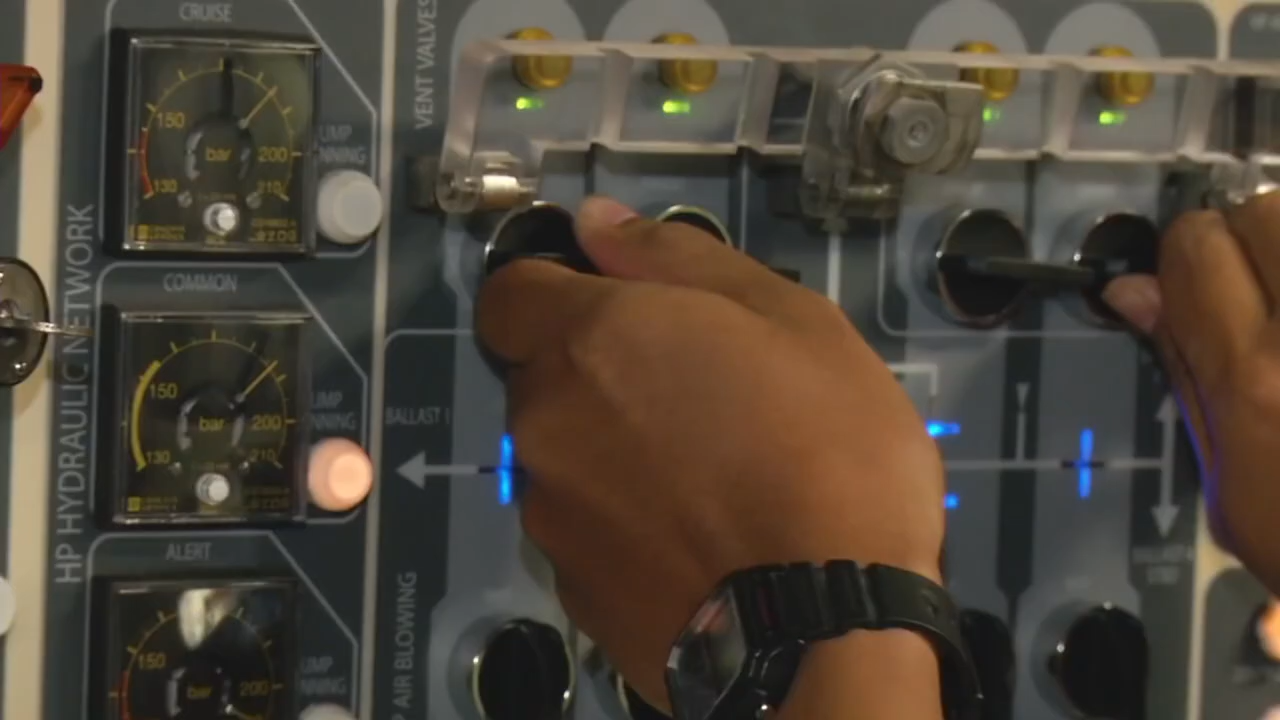 CRUISE
150
bar
200
130
210
UMP
NNING
VENT VALVES
HP HYDRAULIC NETWORK
COMMON
150
bar
200
130
210
UMP
NNING
BALLAST 1
ALERT
150
bar
200
UMP
NNING
P AIR BLOWING